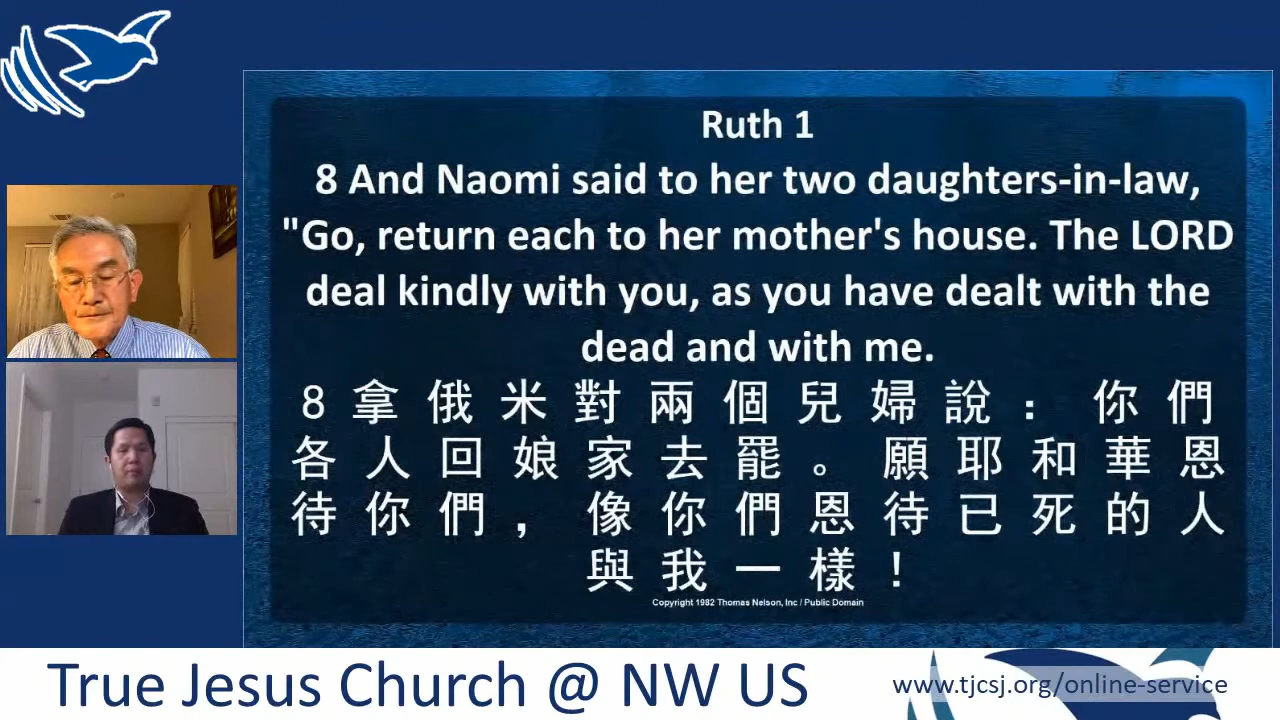 Ruth 1
8 And Naomi said to her two daughters-in-law,
"Go, return each to her mother's house. The LORD
deal kindly with you, as you have dealt with the
dead and with me.
8 拿俄米對兩個兒婦說：你們
各人回娘家去罷。願耶和華恩
待你們，像你們恩待已死的人
與我一樣！
Copyright 1982 Thomas Nelson, Inc / Public Domain
True Jesus Church @ NW US
www.tjcsj.org/online-service